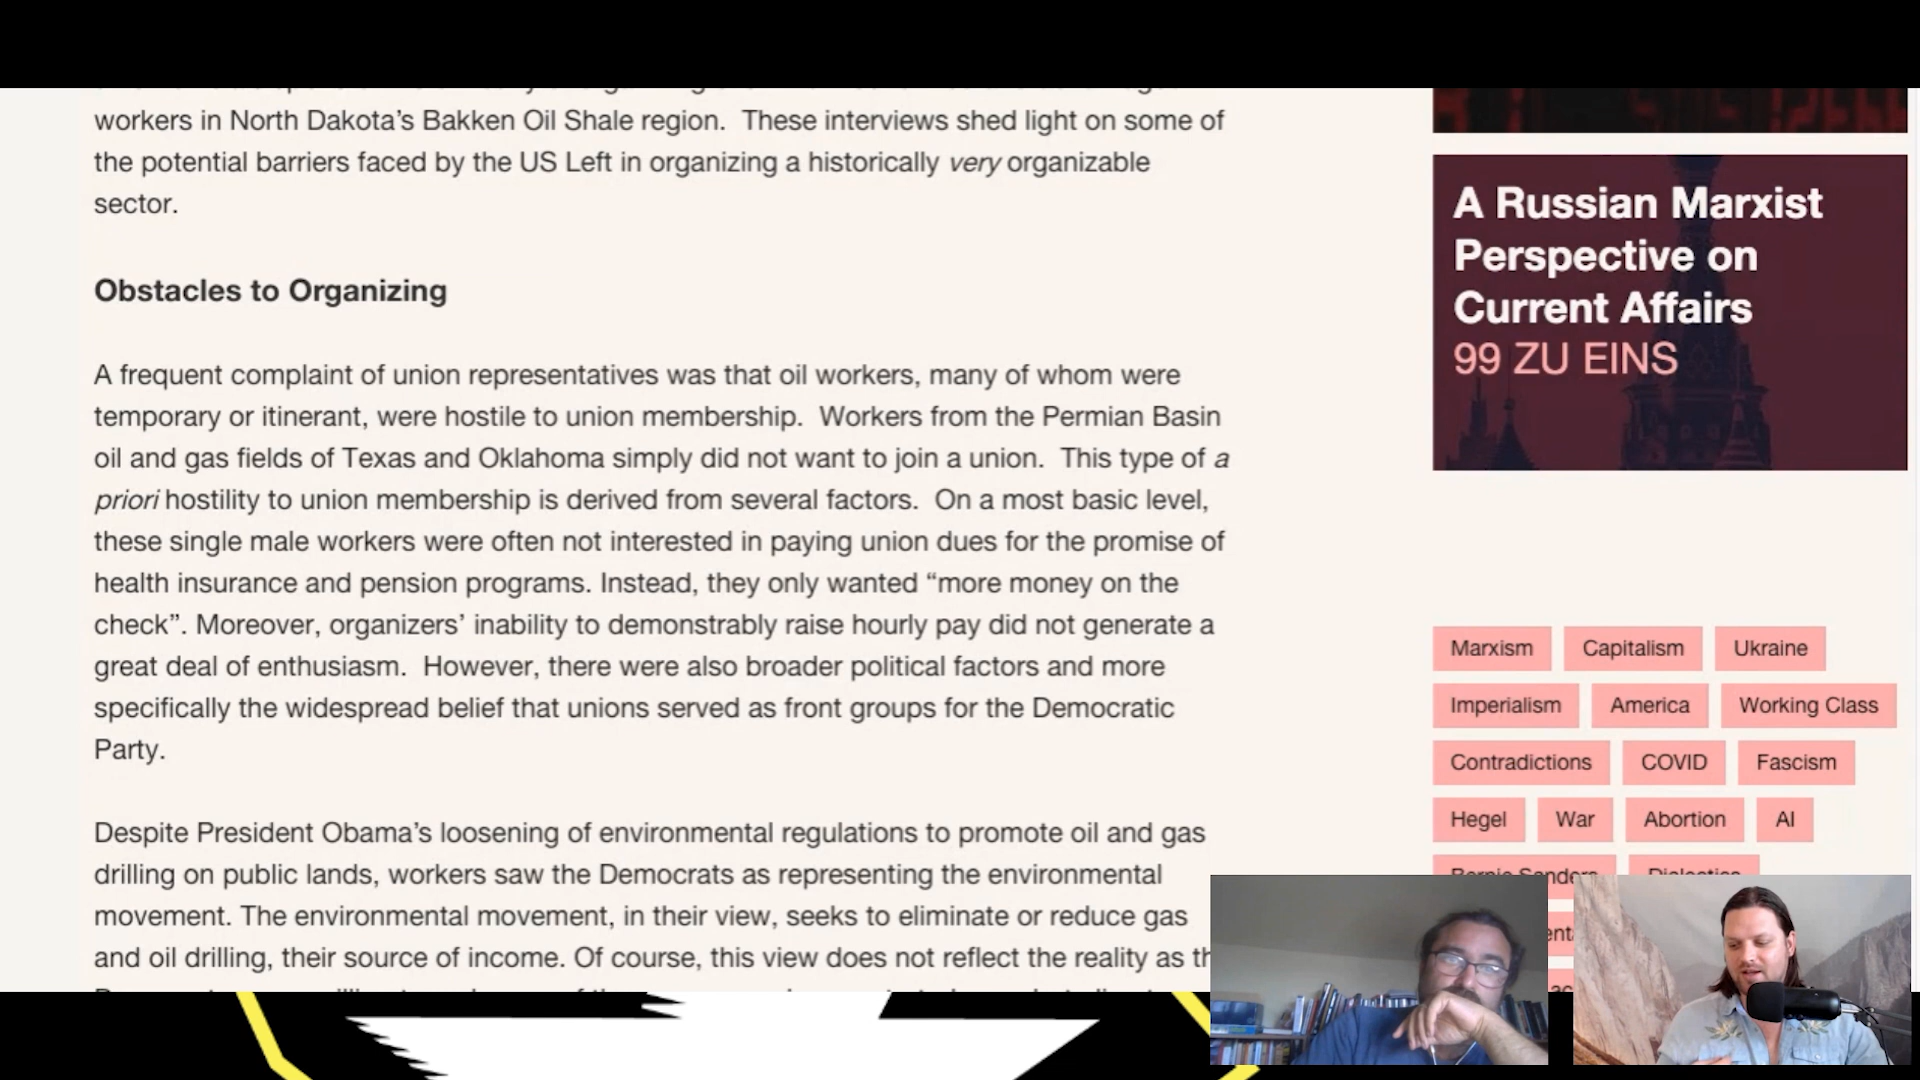 workers in North Dakota’s Bakken Oil Shale region.  These interviews shed light on some of
the potential barriers faced by the US Left in organizing a historically very organizable
sector.
Obstacles to Organizing
A frequent complaint of union representatives was that oil workers, many of whom were
temporary or itinerant, were hostile to union membership.  Workers from the Permian Basin
oil and gas fields of Texas and Oklahoma simply did not want to join a union.  This type of a
priori hostility to union membership is derived from several factors.  On a most basic level,
these single male workers were often not interested in paying union dues for the promise of
health insurance and pension programs. Instead, they only wanted “more money on the
check”. Moreover, organizers’ inability to demonstrably raise hourly pay did not generate a
great deal of enthusiasm.  However, there were also broader political factors and more
specifically the widespread belief that unions served as front groups for the Democratic
Party.
Despite President Obama’s loosening of environmental regulations to promote oil and gas
drilling on public lands, workers saw the Democrats as representing the environmental
movement. The environmental movement, in their view, seeks to eliminate or reduce gas
and oil drilling, their source of income. Of course, this view does not reflect the reality as
A Russian Marxist
Perspective on
Current Affairs
99 ZU EINS
Marxism Capitalism Ukraine
Imperialism America Working Class
Contradictions COVID Fascism
Hegel War Abortion AI
Bernie Sanders Dialectics